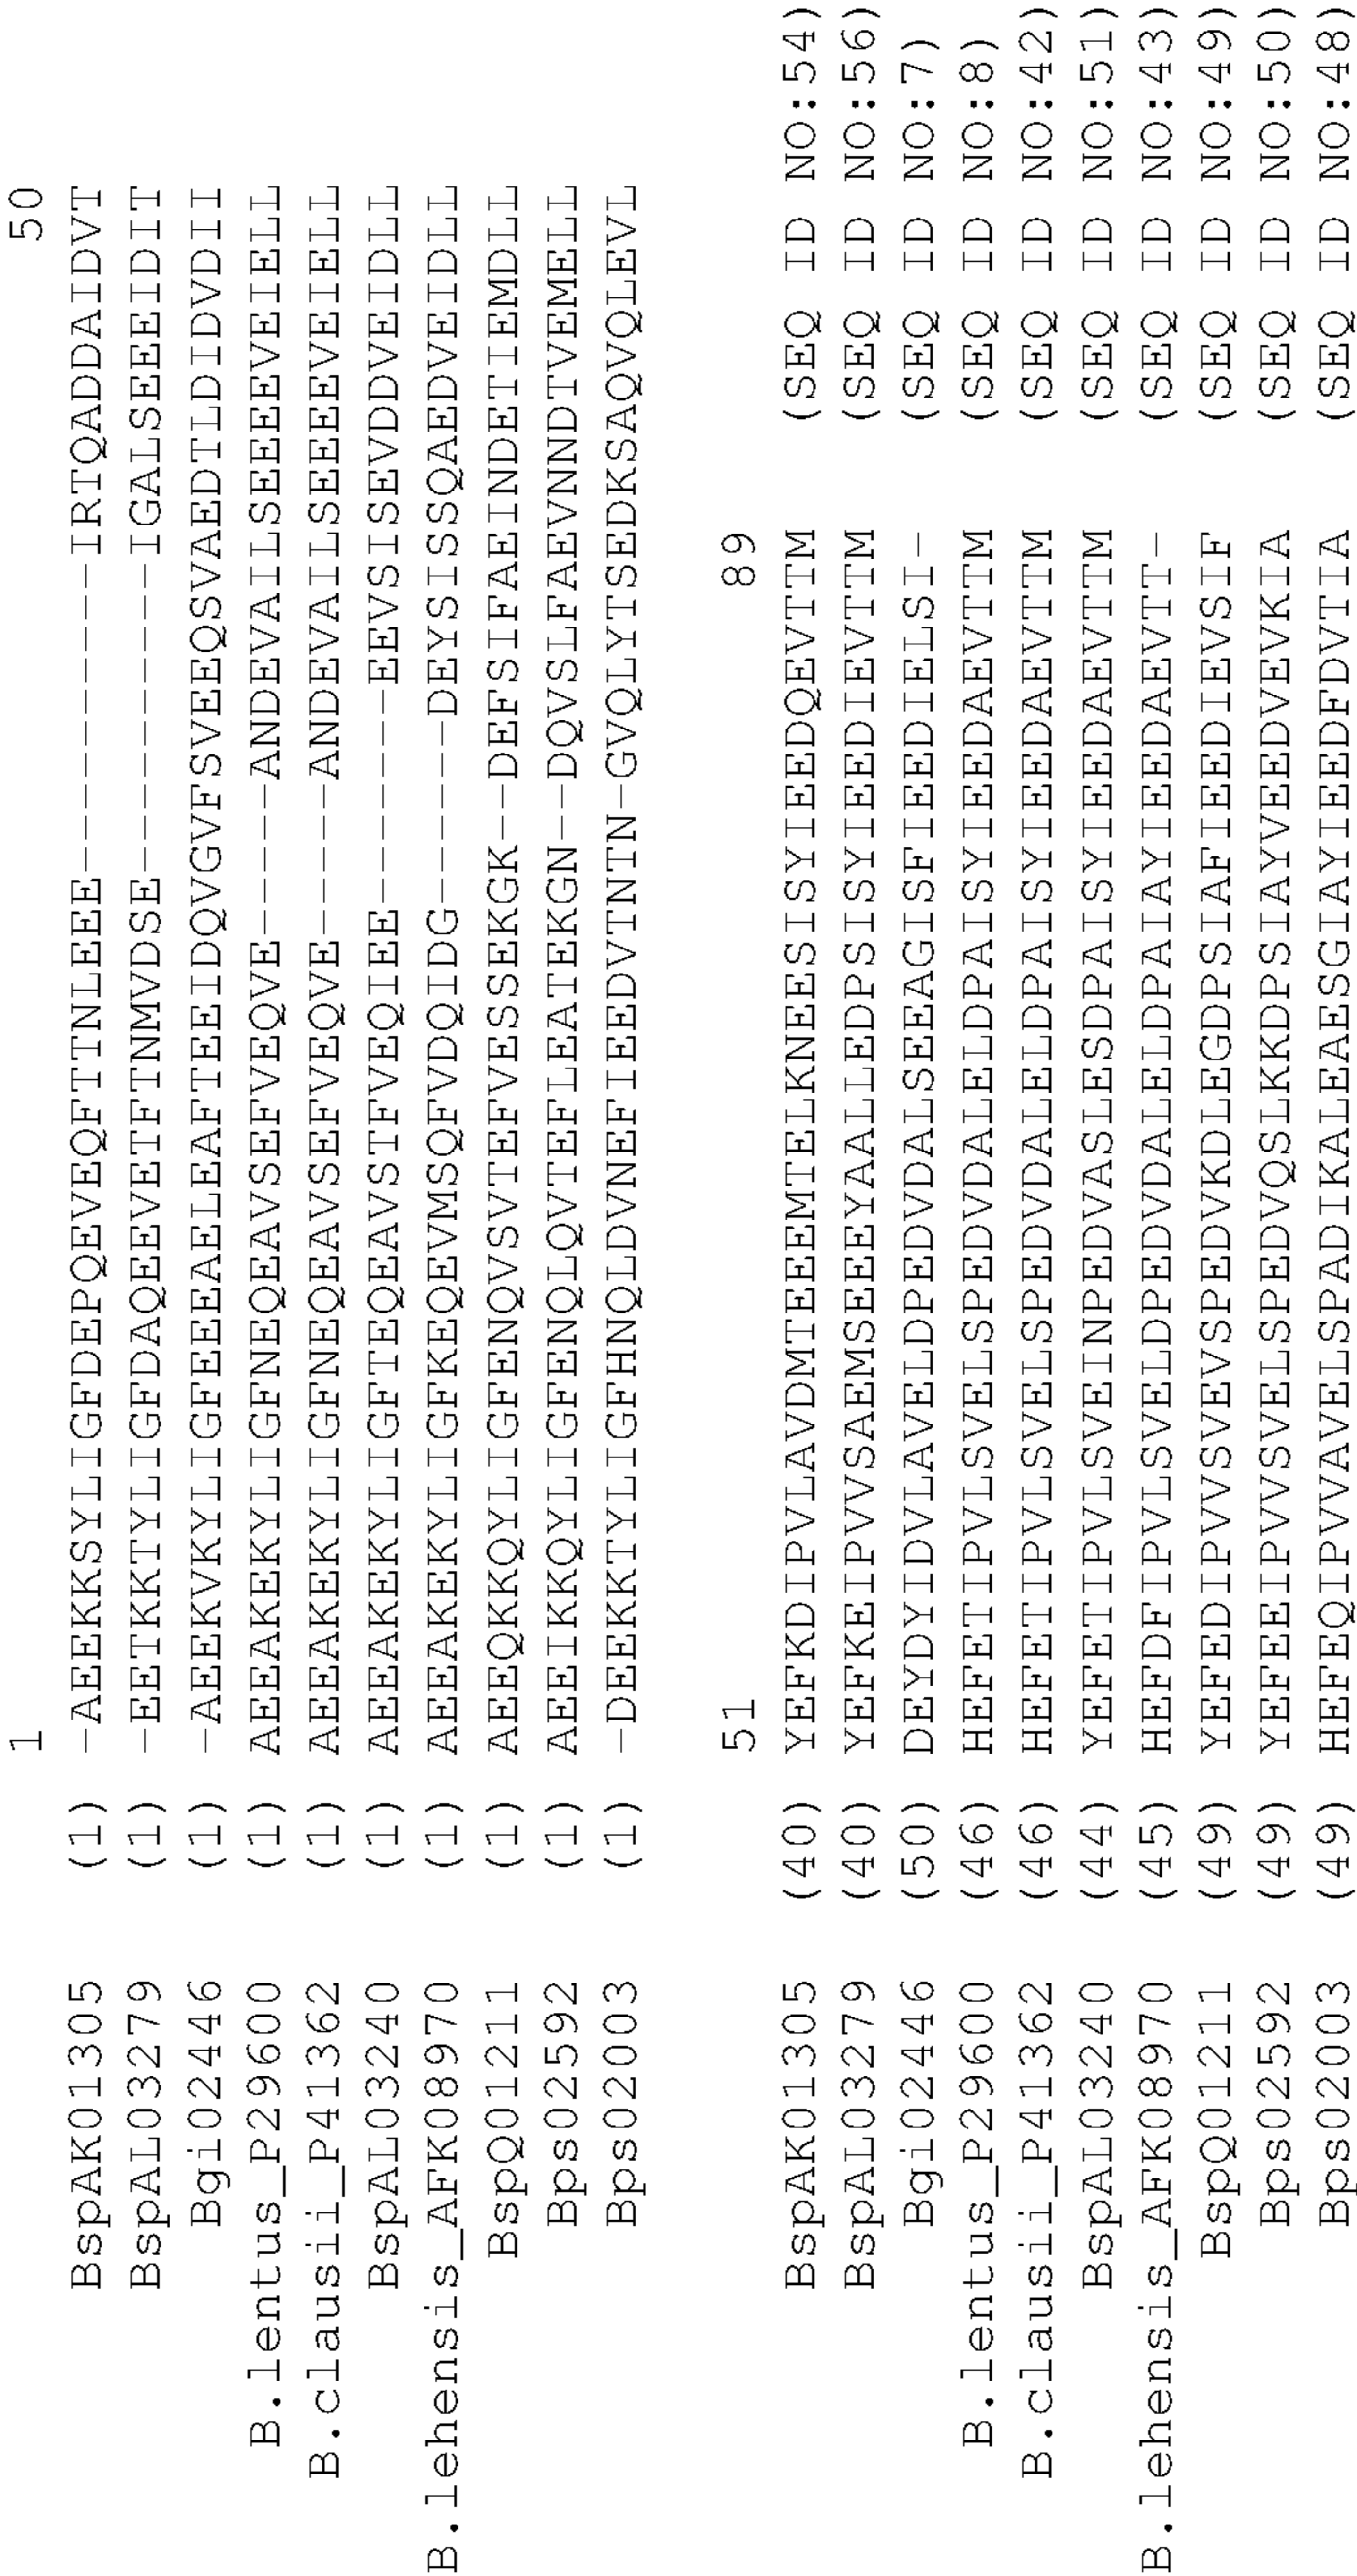 1 50
BspAK01305 (1) -AEEKKSYLIGFDEPQEVEQFTTNLEEE----------IRTQADDAIDVT
BspAL03279 (1) -EETKKTYLIGFDAQEEVETFTNMVDSE----------IGALSEEEIDIT
Bgi02446 (1) -AEEKVKYLIGFEEEAELEAFTEEIDQVGVFSVEEQSVAEDTLDIDVDII
B.lentus_P29600 (1) AEEAKEKYLIGFNEQEAVSEFVEQVE-----ANDEVAILSEEEEVEIELL
B.clausii_P41362 (1) AEEAKEKYLIGFNEQEAVSEFVEQVE-----ANDEVAILSEEEEVEIELL
BspAL03240 (1) AEEAKEKYLIGFTEQEAVSTFVEQIEE-------EEVSISEVDDVEIDLL
B.lehensis_AFK08970 (1) AEEAKEKYLIGFKEQEVMSQFVDQIDG------DEYSISSQAEDVEIDLL
BspQ01211 (1) AEEQKKQYLIGFENQVSVTEFVESSEKGK--DEFSIFAEINDETIEMDLL
Bps02592 (1) AEEIKKQYLIGFENQLQVTEFLEATEKGN--DQVSLFAEVNNDTVEMELL
Bps02003 (1) -DEEKKTYLIGFHNQLDVNEFIEEDVTNTN-GVQLYTSEDKSAQVQLEVL
51 89
BspAK01305 (40) YEFKDIPVLAVDMTEEEMTELKNEESISYIEEDQEVTTM (SEQ ID NO:54)
BspAL03279 (40) YEFKEIPVVSAEMSEEEYAALLEDPSISYIEEDIEVTTM (SEQ ID NO:56)
Bgi02446 (50) DEYDYIDVLAVELDPEDVDALSEEAGISFIEEDIELSI- (SEQ ID NO:7)
B.lentus_P29600 (46) HEFETIPVLSVELSPEDVDALELDPAISYIEEDAEVTTM (SEQ ID NO:8)
B.clausii_P41362 (46) HEFETIPVLSVELSPEDVDALELDPAISYIEEDAEVTTM (SEQ ID NO:42)
BspAL03240 (44) YEFETIPVLSVEINPEDVASLESDPAISYIEEDAEVTTM (SEQ ID NO:51)
B.lehensis_AFK08970 (45) HEFDFIPVLSVELDPEDVDALELDPAIAYIEEDAEVTT- (SEQ ID NO:43)
BspQ01211 (49) YEFEDIPVVSVEVSPEDVKDLEGDPSIAFIEEDIEVSIF (SEQ ID NO:49)
Bps02592 (49) YEFEEIPVVSVELSPEDVQSLKKDPSIAYVEEDVEVKIA (SEQ ID NO:50)
Bps02003 (49) HEFEQIPVVAVELSPADIKALEAESGIAYIEEDFDVTIA (SEQ ID NO:48)